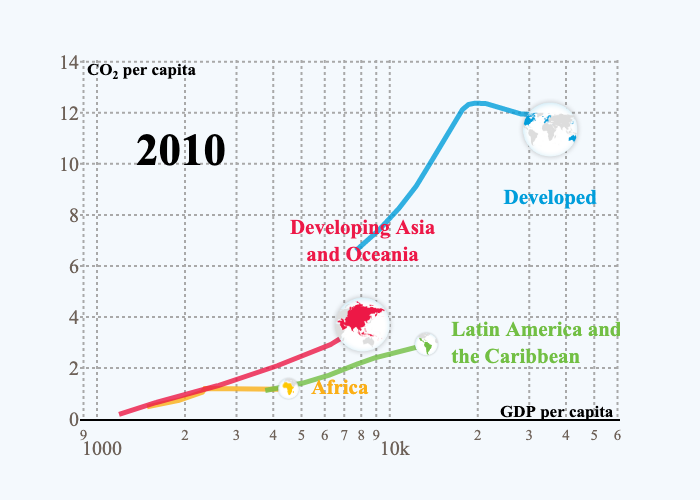 14
CO₂ per capita
12
2010
10
Developed
8
Developing Asia
and Oceania
6
4
Latin America and
the Caribbean
2
Africa
GDP per capita
0
9 2 3 4 5 6 7 8 9 2 3 4 5 6
1000 10k